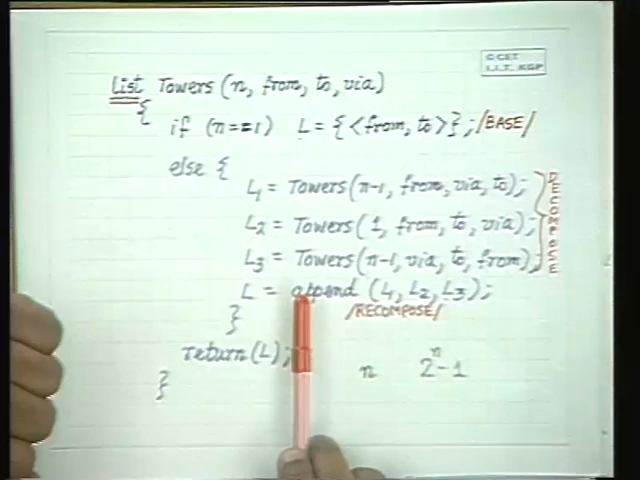 © CET
I.I.T. KGP
List Towers (n, from, to, via)
{
if (n==1) L = {<from, to>}; /BASE/
else {
L₁ = Towers(n-1, from, via, to);
L₂ = Towers(1, from, to, via);
L₃ = Towers(n-1, via, to, from);
DECOMPOSE
L = append (L₁, L₂, L₃);
} /RECOMPOSE/
return(L);
n 2ⁿ-1
}